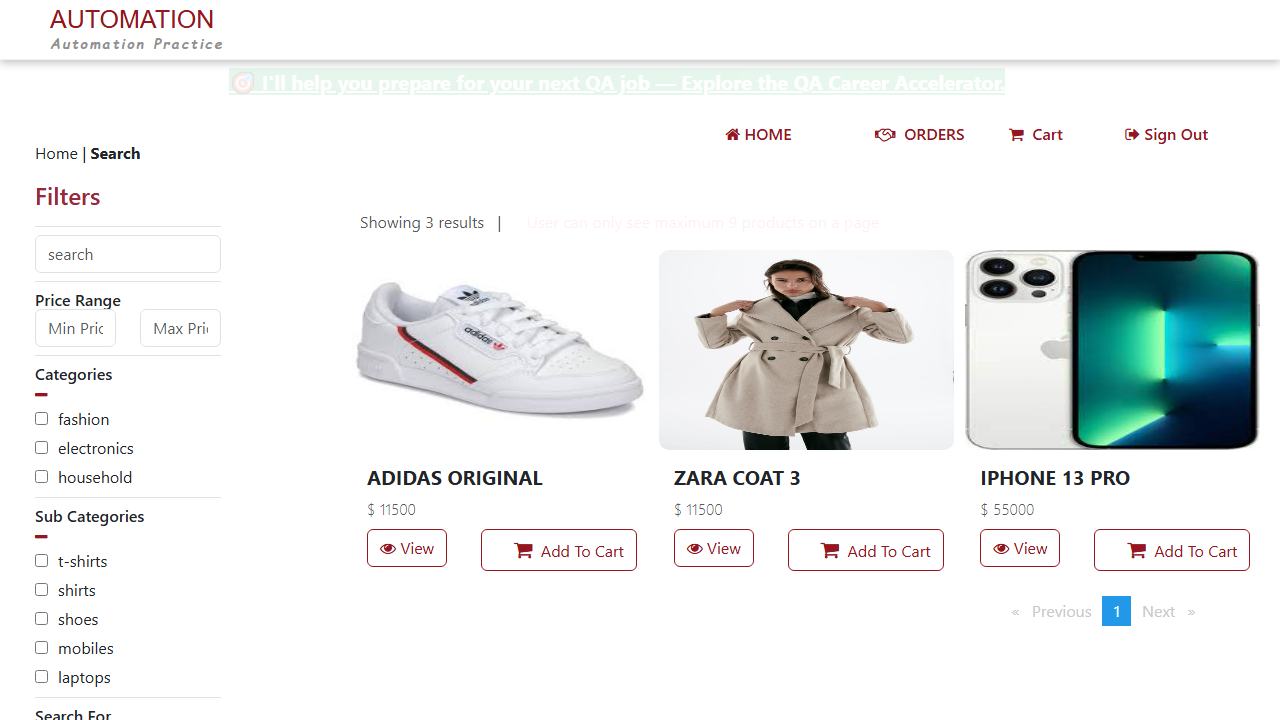 AUTOMATION
Automation Practice
🎯 I'll help you prepare for your next QA job — Explore the QA Career Accelerator.
HOME
ORDERS
Cart
Sign Out
Home | Search
Filters
Showing 3 results |
User can only see maximum 9 products on a page
search
Price Range
Min Pric
Max Pri
Categories
fashion
electronics
household
Sub Categories
t-shirts
shirts
shoes
mobiles
laptops
Search For
adidas
ADIDAS ORIGINAL
$ 11500
View
Add To Cart
ZARA COAT 3
$ 11500
View
Add To Cart
IPHONE 13 PRO
$ 55000
View
Add To Cart
« Previous 1 Next »